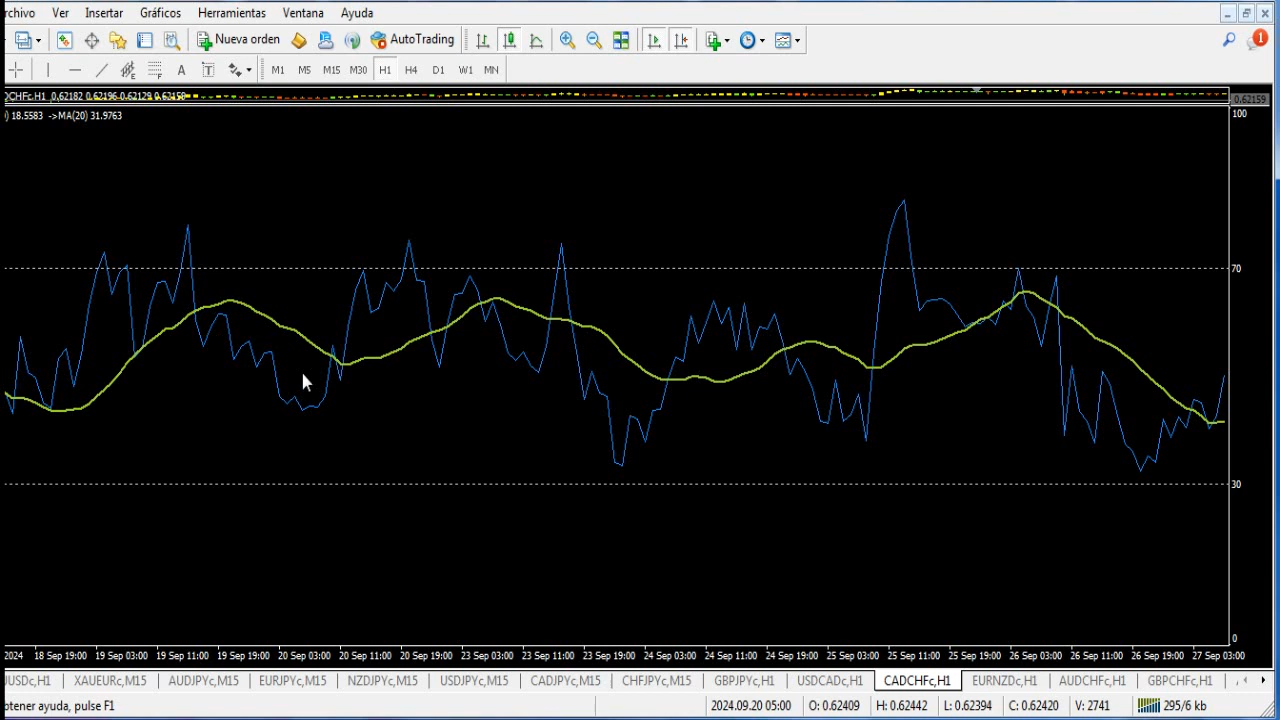 rchivo Ver Insertar Gráficos Herramientas Ventana Ayuda
Nueva orden AutoTrading 1
A T M1 M5 M15 M30 H1 H4 D1 W1 MN
DCHFc,H1 0.62182 0.62196 0.62129 0.62159
0.62159
) 18.5583 ->MA(20) 31.9763
100
70
30
0
2024 18 Sep 19:00 19 Sep 03:00 19 Sep 11:00 19 Sep 19:00 20 Sep 03:00 20 Sep 11:00 20 Sep 19:00 23 Sep 03:00 23 Sep 11:00 23 Sep 19:00 24 Sep 03:00 24 Sep 11:00 24 Sep 19:00 25 Sep 03:00 25 Sep 11:00 25 Sep 19:00 26 Sep 03:00 26 Sep 11:00 26 Sep 19:00 27 Sep 03:00
USDc,H1 XAUEURc,M15 AUDJPYc,M15 EURJPYc,M15 NZDJPYc,M15 USDJPYc,M15 CADJPYc,M15 CHFJPYc,M15 GBPJPYc,H1 USDCADc,H1 CADCHFc,H1 EURNZDc,H1 AUDCHFc,H1 GBPCHFc,H1
btener ayuda, pulse F1 2024.09.20 05:00 O: 0.62409 H: 0.62442 L: 0.62394 C: 0.62420 V: 2741 295/6 kb